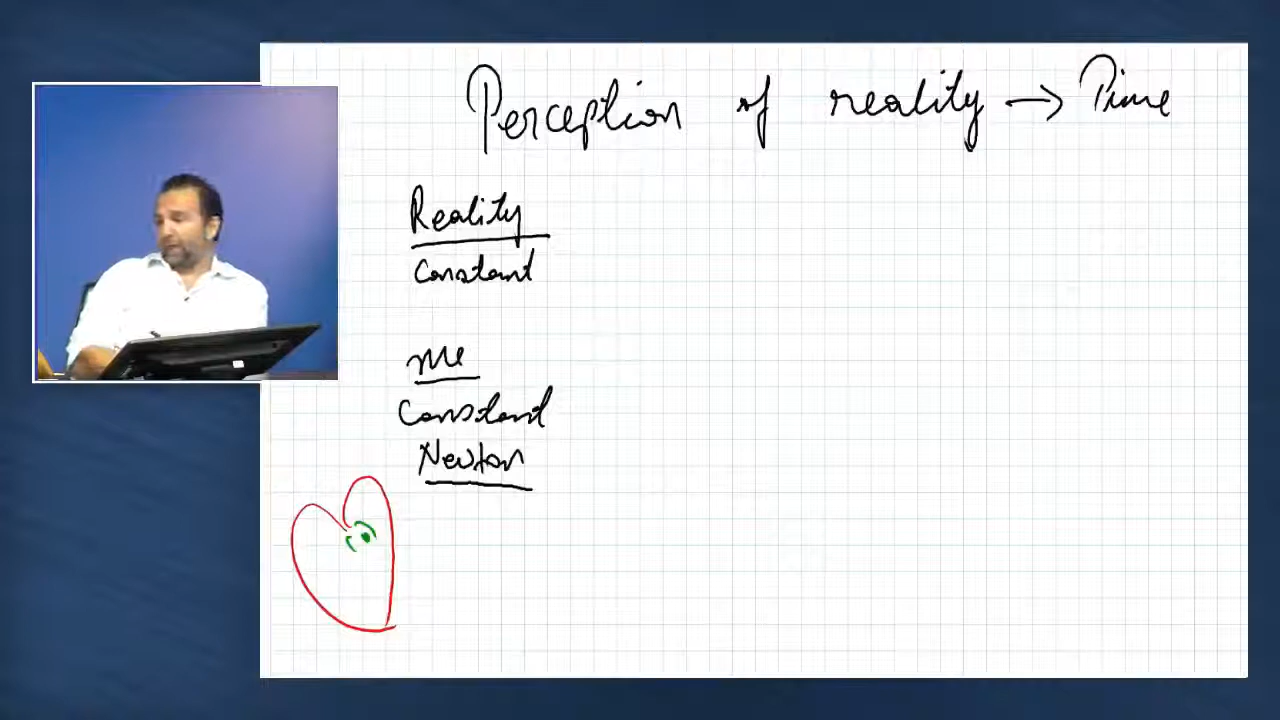 Perception of reality → Time
Reality
Constant
Me
Constant
Newton